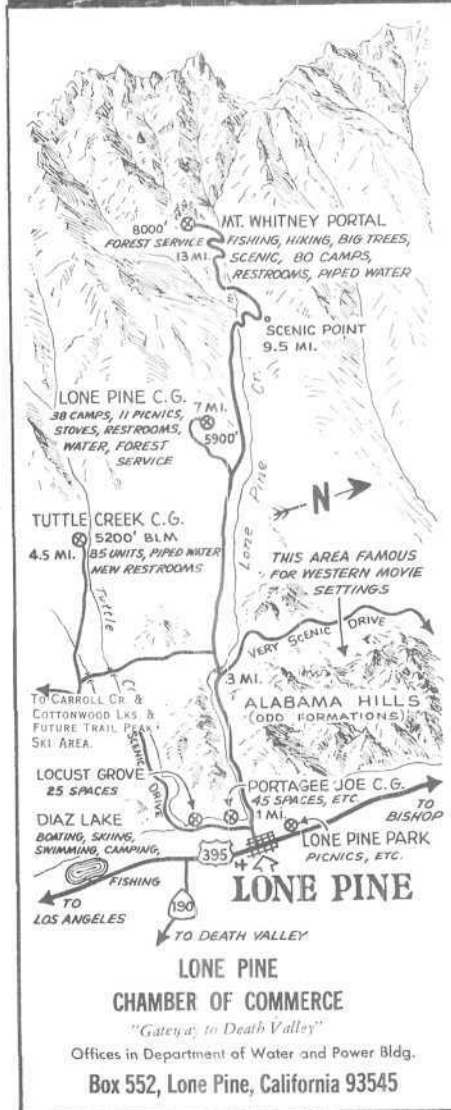 8000'
FOREST SERVICE
13 MI.
MT. WHITNEY PORTAL
FISHING, HIKING, BIG TREES,
SCENIC, 80 CAMPS,
RESTROOMS, PIPED WATER
SCENIC POINT
9.5 MI.
LONE PINE C.G.
38 CAMPS, 11 PICNICS,
STOVES, RESTROOMS,
WATER, FOREST
SERVICE
7 MI.
5900'
Lone Pine Cr.
N
TUTTLE CREEK C.G.
5200' BLM
4.5 MI.
85 UNITS, PIPED WATER
NEW RESTROOMS
Tuttle Cr.
THIS AREA FAMOUS
FOR WESTERN MOVIE
SETTINGS
VERY SCENIC DRIVE
3 MI.
ALABAMA HILLS
(ODD FORMATIONS)
TO CARROLL CR. &
COTTONWOOD LKS. &
FUTURE TRAIL PEAK
SKI AREA.
SCENIC DRIVE
LOCUST GROVE
25 SPACES
PORTAGEE JOE C.G.
45 SPACES, ETC.
1 MI.
TO
BISHOP
DIAZ LAKE
BOATING, SKIING,
SWIMMING, CAMPING,
FISHING
LONE PINE PARK
PICNICS, ETC.
395
LONE PINE
TO
LOS ANGELES
190
TO DEATH VALLEY
LONE PINE
CHAMBER OF COMMERCE
"Gateway to Death Valley"
Offices in Department of Water and Power Bldg.
Box 552, Lone Pine, California 93545